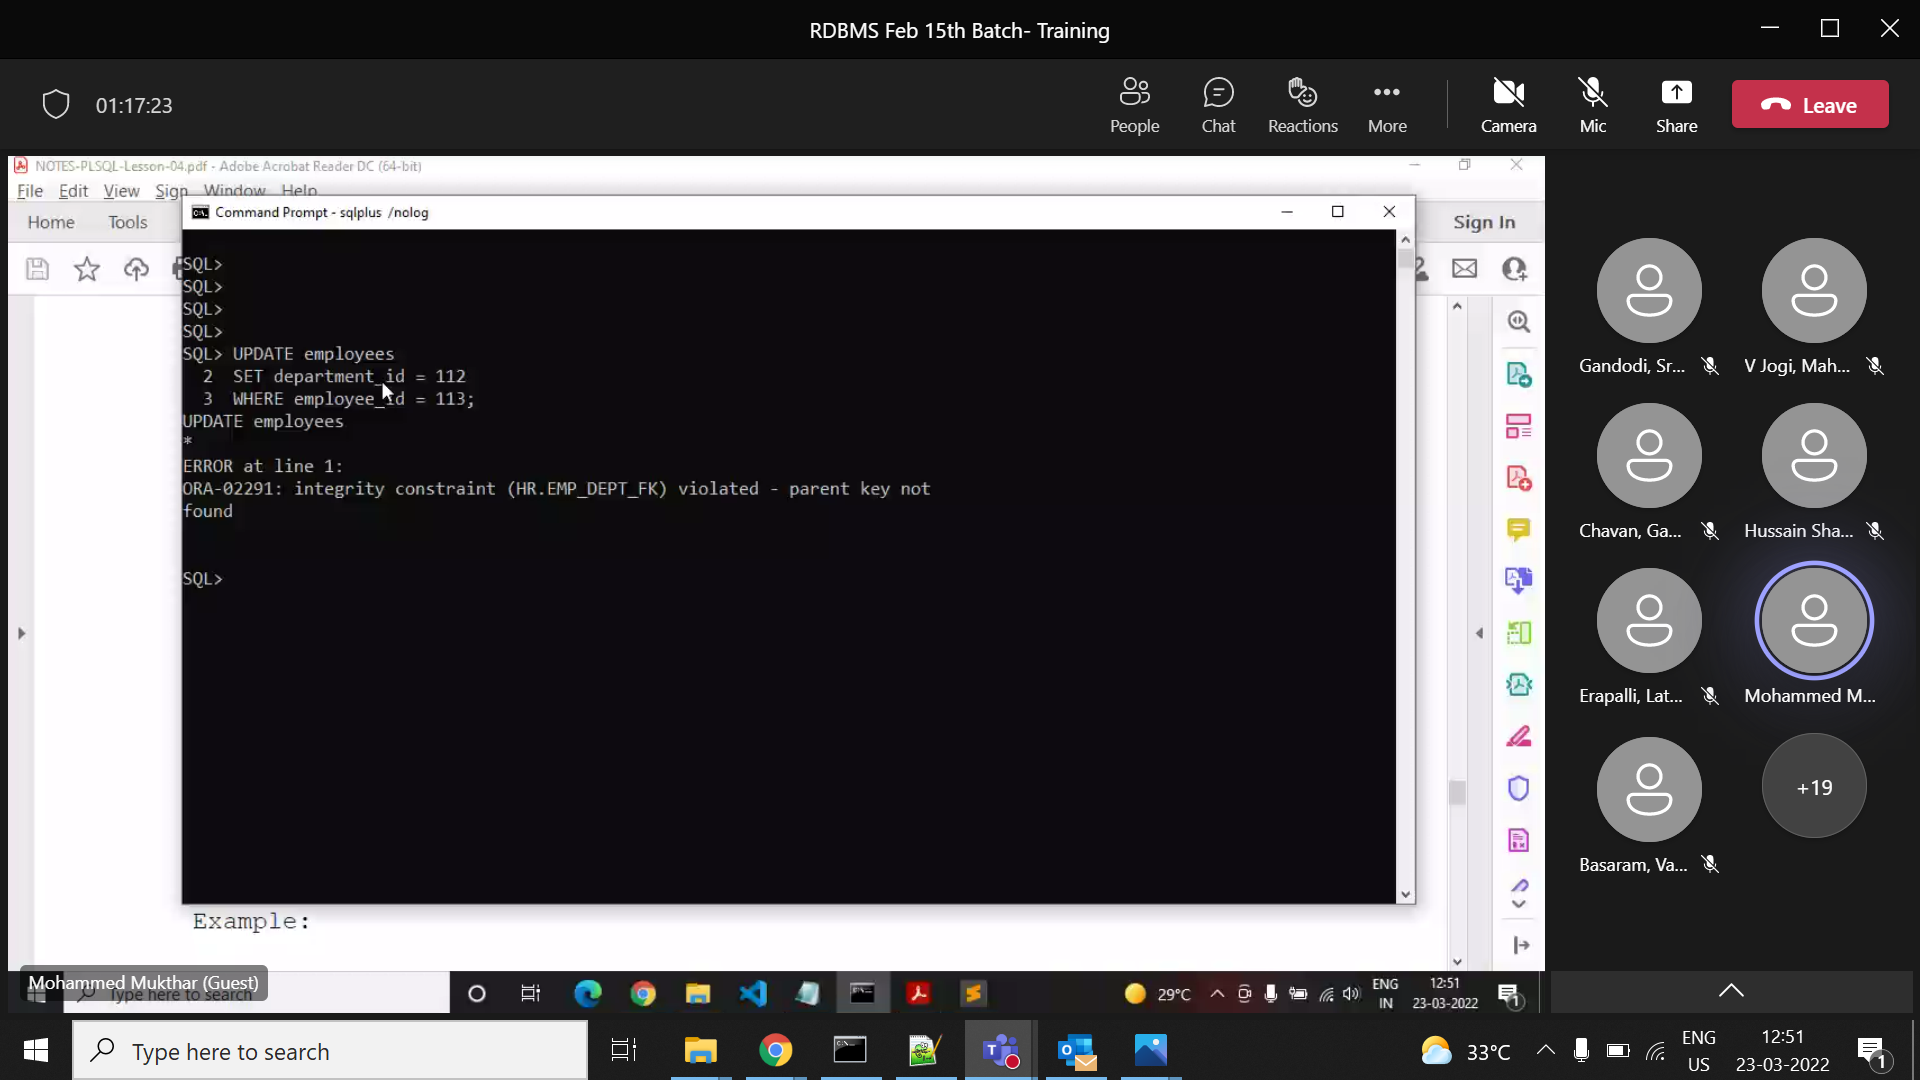 RDBMS Feb 15th Batch- Training
01:17:23
People
Chat
Reactions
More
Camera
Mic
Share
Leave
NOTES-PLSQL-Lesson-04.pdf - Adobe Acrobat Reader DC (64-bit)
File Edit View Sign Window Help
Home Tools
Sign In
Command Prompt - sqlplus /nolog
SQL>
SQL>
SQL>
SQL>
SQL> UPDATE employees
2 SET department_id = 112
3 WHERE employee_id = 113;
UPDATE employees
*
ERROR at line 1:
ORA-02291: integrity constraint (HR.EMP_DEPT_FK) violated - parent key not
found
SQL>
Example:
Mohammed Mukthar (Guest)
Type here to search
29°C
ENG
IN
12:51
23-03-2022
1
Gandodi, Sr...
V Jogi, Mah...
Chavan, Ga...
Hussain Sha...
Erapalli, Lat...
Mohammed M...
Basaram, Va...
+19
Type here to search
33°C
ENG
US
12:51
23-03-2022
1